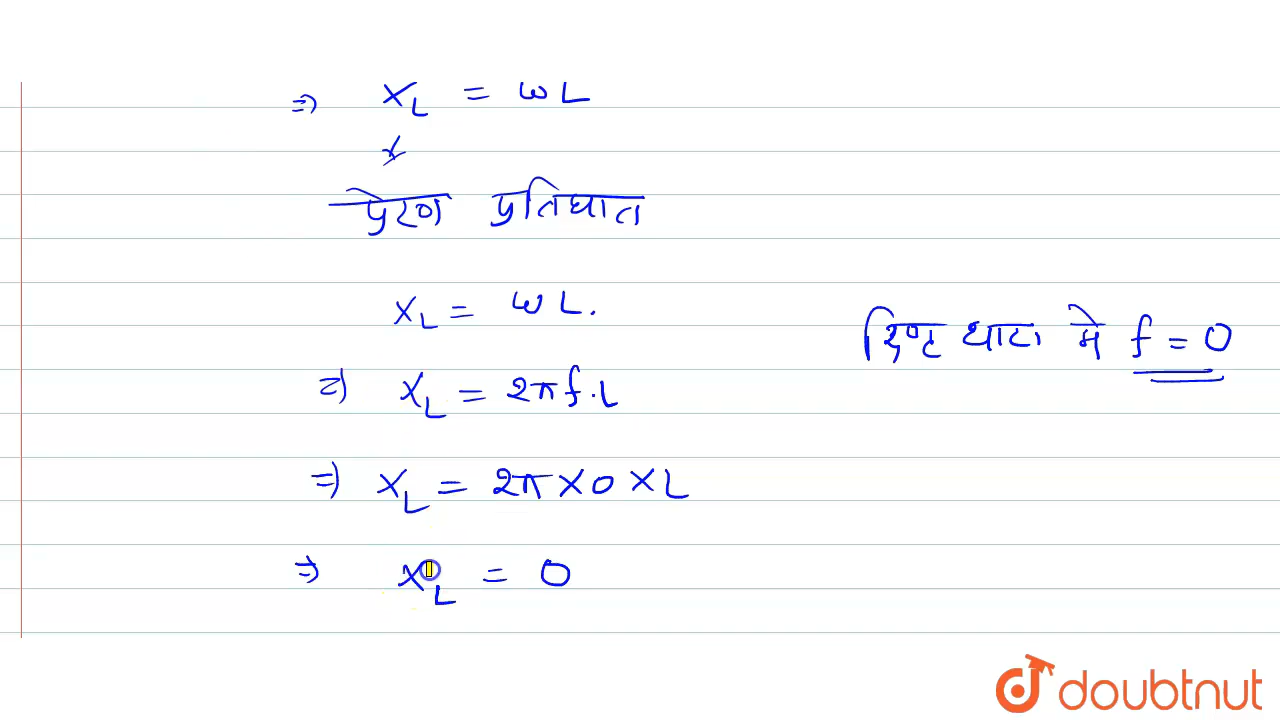 ⇒ X_L = ωL
प्रेरण प्रतिघात
X_L = ωL.
⇒ X_L = 2πf.L
दिष्ट धारा मे f = 0
⇒ X_L = 2π×0×L
⇒ X_L = 0
doubtnut